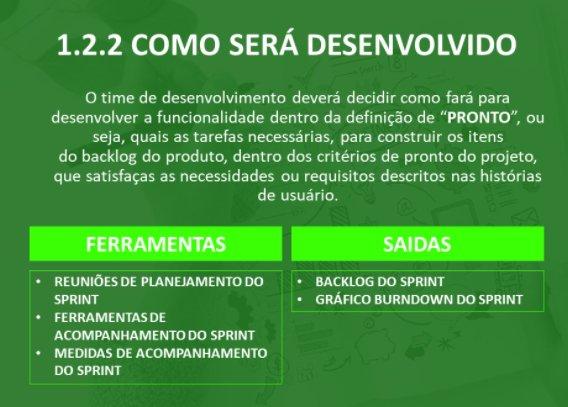 1.2.2 COMO SERÁ DESENVOLVIDO
O time de desenvolvimento deverá decidir como fará para
desenvolver a funcionalidade dentro da definição de “PRONTO”, ou
seja, quais as tarefas necessárias, para construir os itens
do backlog do produto, dentro dos critérios de pronto do projeto,
que satisfaças as necessidades ou requisitos descritos nas histórias
de usuário.
FERRAMENTAS
• REUNIÕES DE PLANEJAMENTO DO
SPRINT
• FERRAMENTAS DE
ACOMPANHAMENTO DO SPRINT
• MEDIDAS DE ACOMPANHAMENTO
DO SPRINT
SAIDAS
• BACKLOG DO SPRINT
• GRÁFICO BURNDOWN DO SPRINT